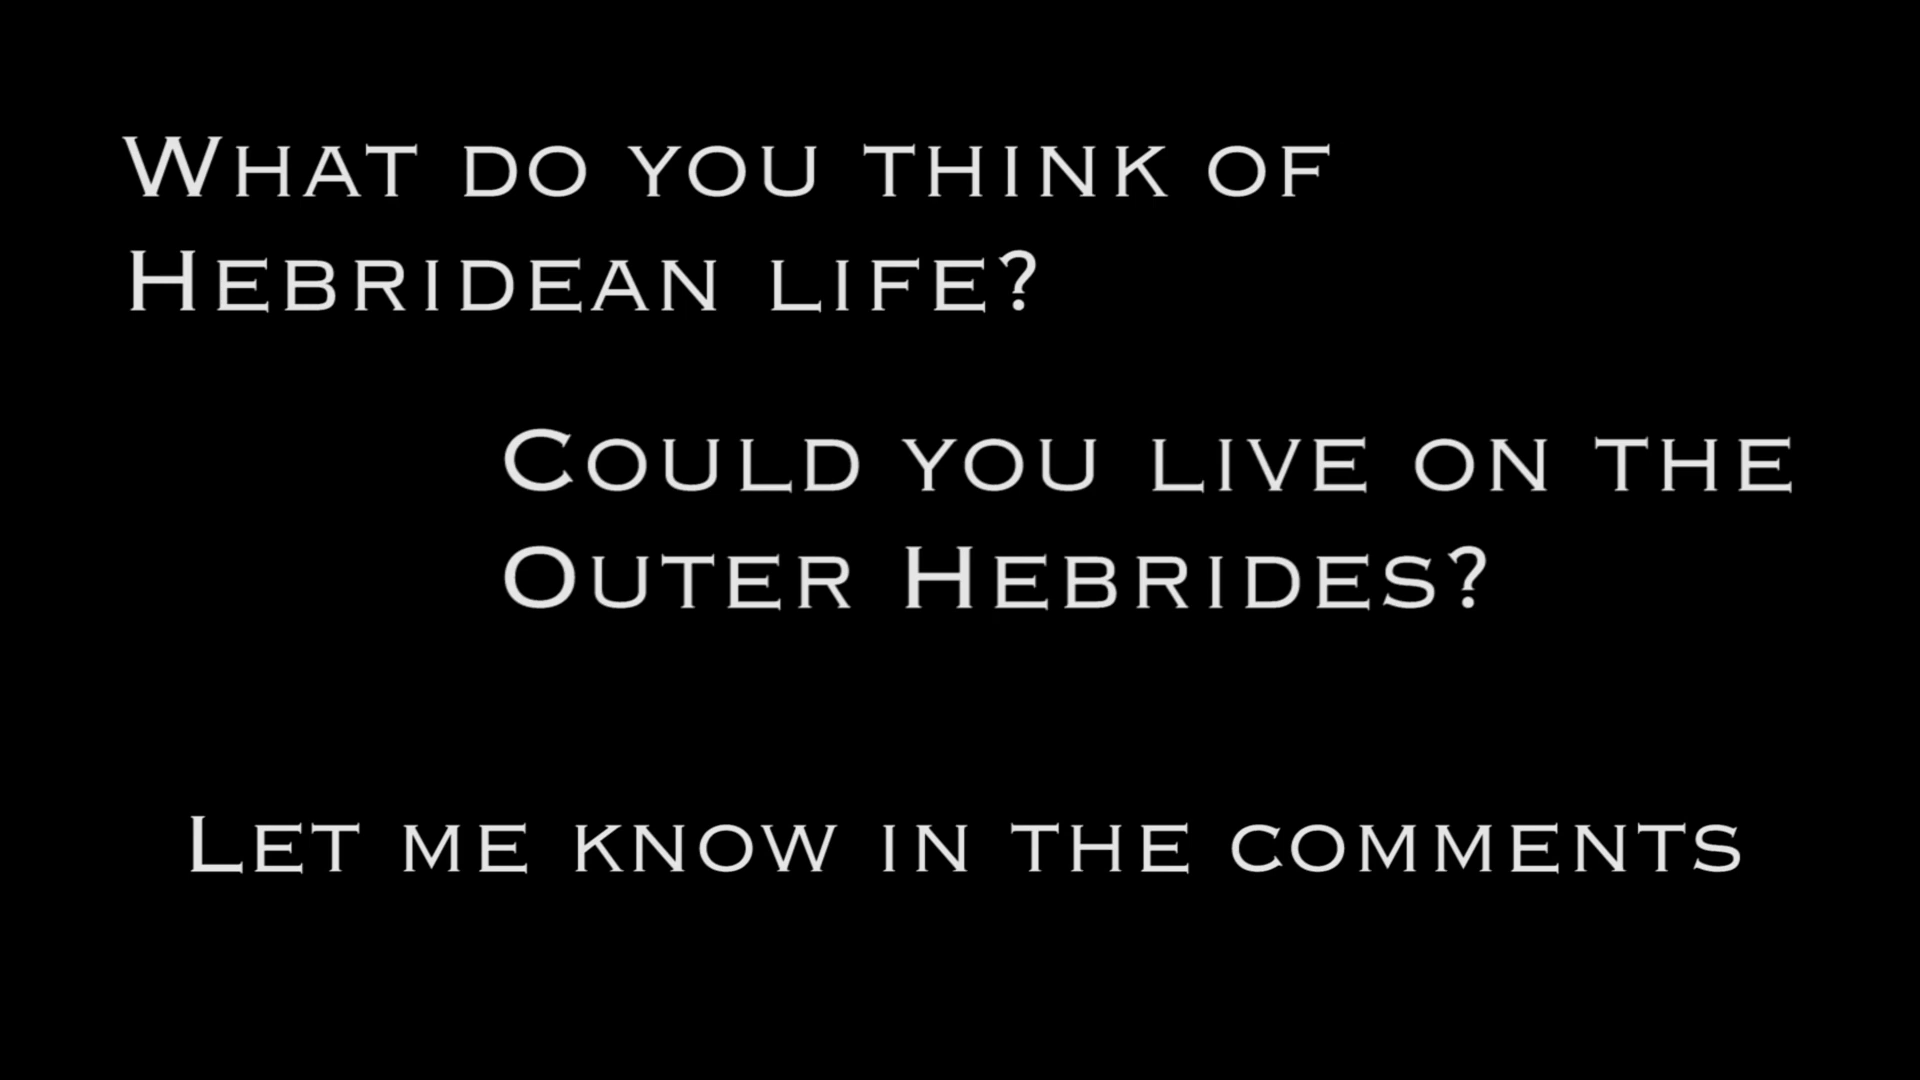 What do you think of
Hebridean life?
Could you live on the
Outer Hebrides?
Let me know in the comments